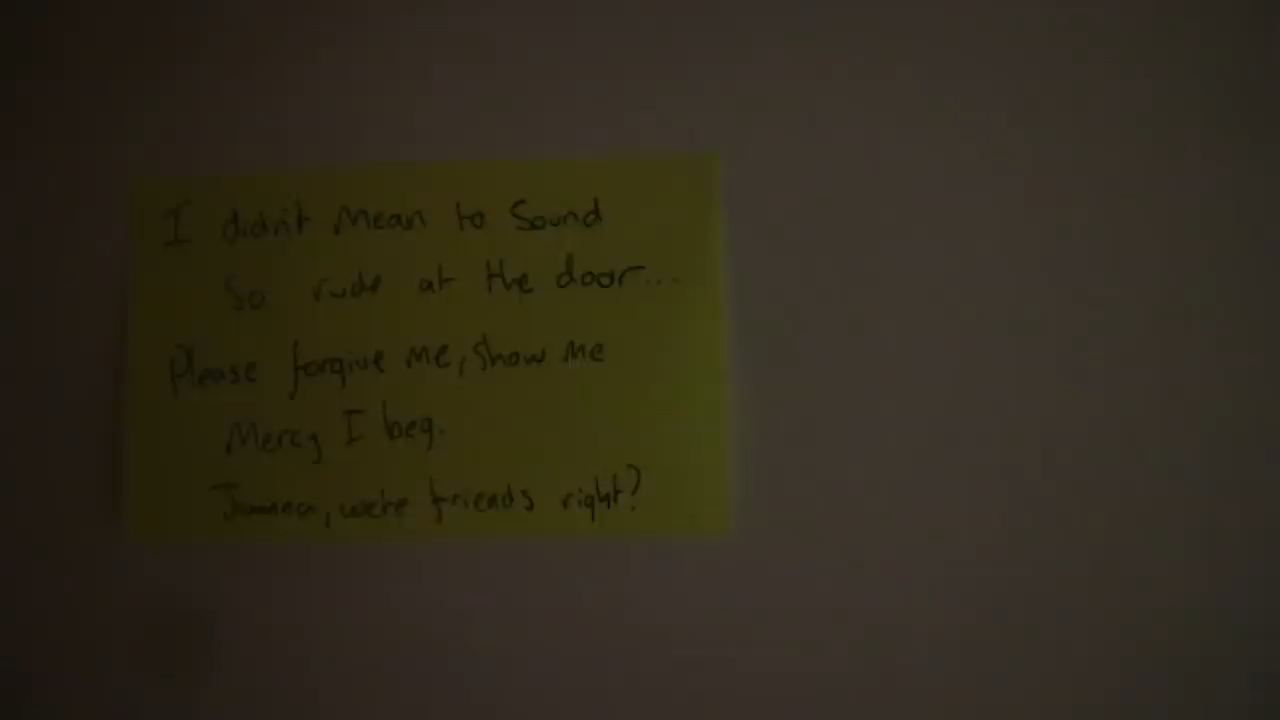 I didn't Mean to Sound
So rude at the door...
Please forgive me, Show me
Mercy I beg.
Jumana, we're friends right?